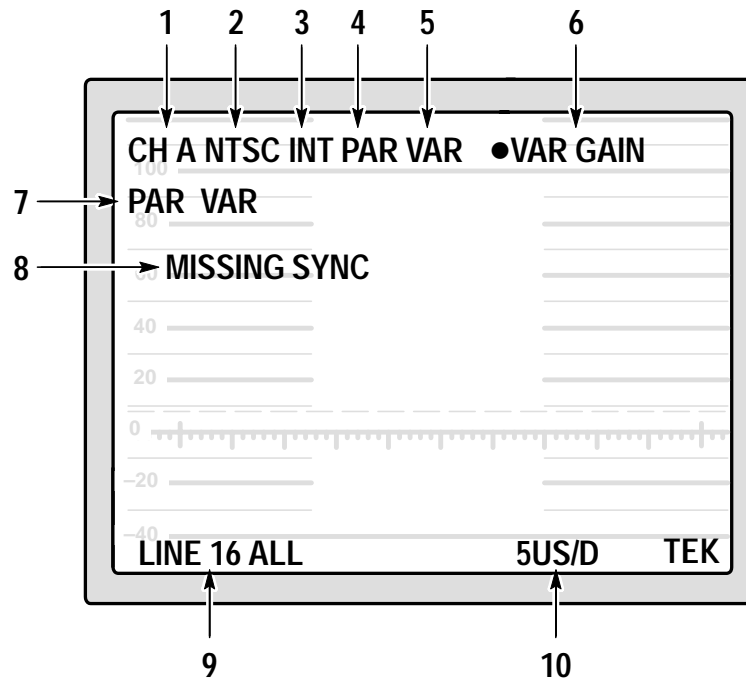 1 2 3 4 5 6
CH A NTSC INT PAR VAR ●VAR GAIN
100
7 PAR VAR
80
8 MISSING SYNC
60
40
20
0
−20
−40
LINE 16 ALL 5US/D TEK
9 10